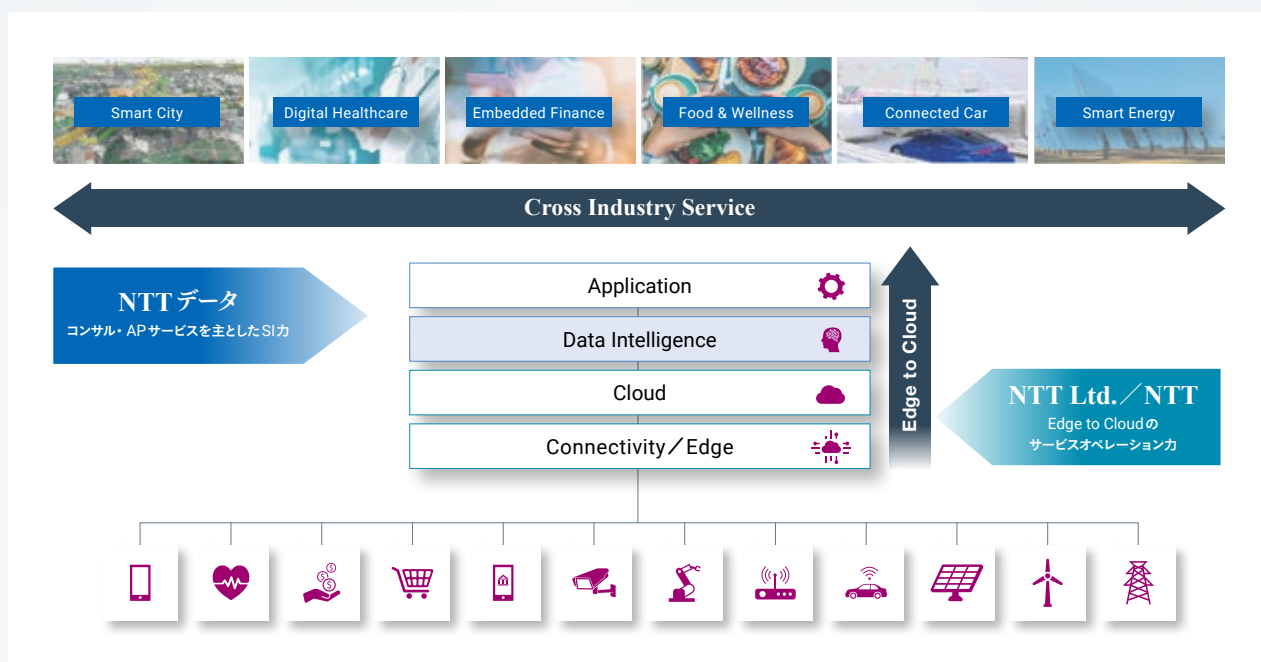 Smart City
Digital Healthcare
Embedded Finance
Food & Wellness
Connected Car
Smart Energy
Cross Industry Service
NTTデータ
コンサル・APサービスを主としたSI力
Application
Data Intelligence
Cloud
Connectivity／Edge
Edge to Cloud
NTT Ltd.／NTT
Edge to Cloudの
サービスオペレーション力